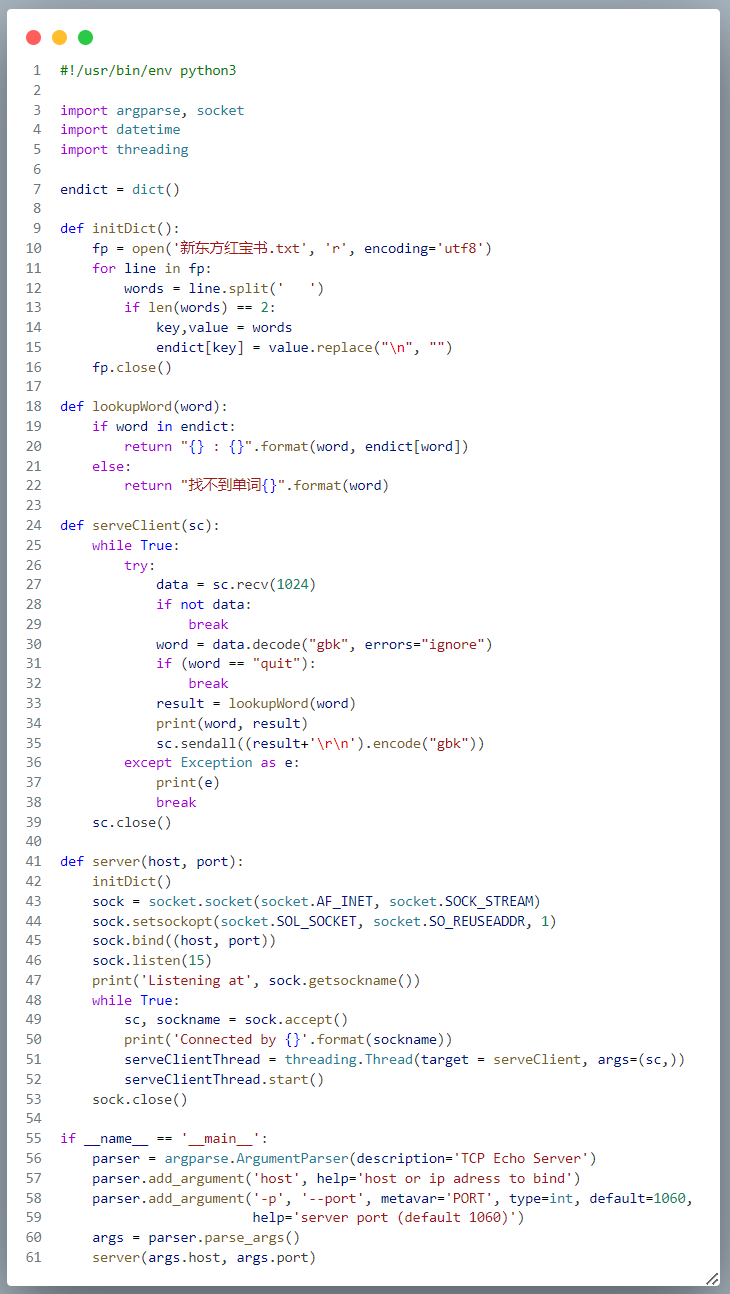 1 #!/usr/bin/env python3
2
3 import argparse, socket
4 import datetime
5 import threading
6
7 endict = dict()
8
9 def initDict():
10     fp = open('新东方红宝书.txt', 'r', encoding='utf8')
11     for line in fp:
12         words = line.split('   ')
13         if len(words) == 2:
14             key,value = words
15             endict[key] = value.replace("\n", "")
16     fp.close()
17
18 def lookupWord(word):
19     if word in endict:
20         return "{} : {}".format(word, endict[word])
21     else:
22         return "找不到单词{}".format(word)
23
24 def serveClient(sc):
25     while True:
26         try:
27             data = sc.recv(1024)
28             if not data:
29                 break
30             word = data.decode("gbk", errors="ignore")
31             if (word == "quit"):
32                 break
33             result = lookupWord(word)
34             print(word, result)
35             sc.sendall((result+'\r\n').encode("gbk"))
36         except Exception as e:
37             print(e)
38             break
39     sc.close()
40
41 def server(host, port):
42     initDict()
43     sock = socket.socket(socket.AF_INET, socket.SOCK_STREAM)
44     sock.setsockopt(socket.SOL_SOCKET, socket.SO_REUSEADDR, 1)
45     sock.bind((host, port))
46     sock.listen(15)
47     print('Listening at', sock.getsockname())
48     while True:
49         sc, sockname = sock.accept()
50         print('Connected by {}'.format(sockname))
51         serveClientThread = threading.Thread(target = serveClient, args=(sc,))
52         serveClientThread.start()
53     sock.close()
54
55 if __name__ == '__main__':
56     parser = argparse.ArgumentParser(description='TCP Echo Server')
57     parser.add_argument('host', help='host or ip adress to bind')
58     parser.add_argument('-p', '--port', metavar='PORT', type=int, default=1060,
59                         help='server port (default 1060)')
60     args = parser.parse_args()
61     server(args.host, args.port)